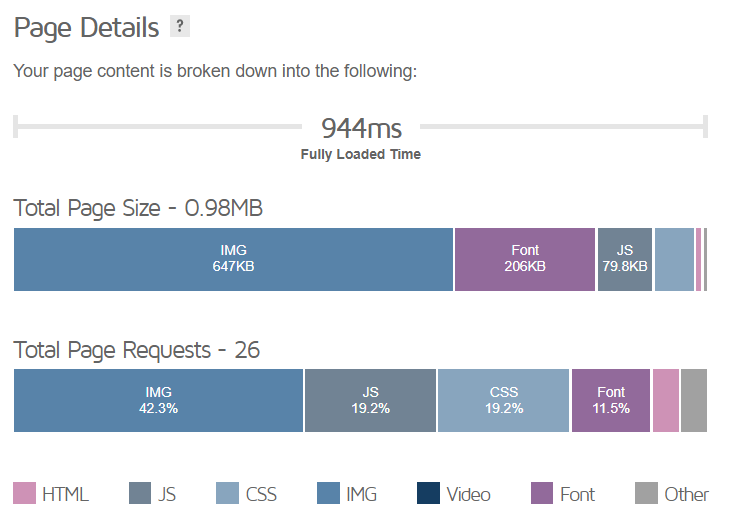 Page Details ?
Your page content is broken down into the following:
944ms
Fully Loaded Time
Total Page Size - 0.98MB
IMG Font JS
647KB 206KB 79.8KB
Total Page Requests - 26
IMG JS CSS Font
42.3% 19.2% 19.2% 11.5%
HTML JS CSS IMG Video Font Other